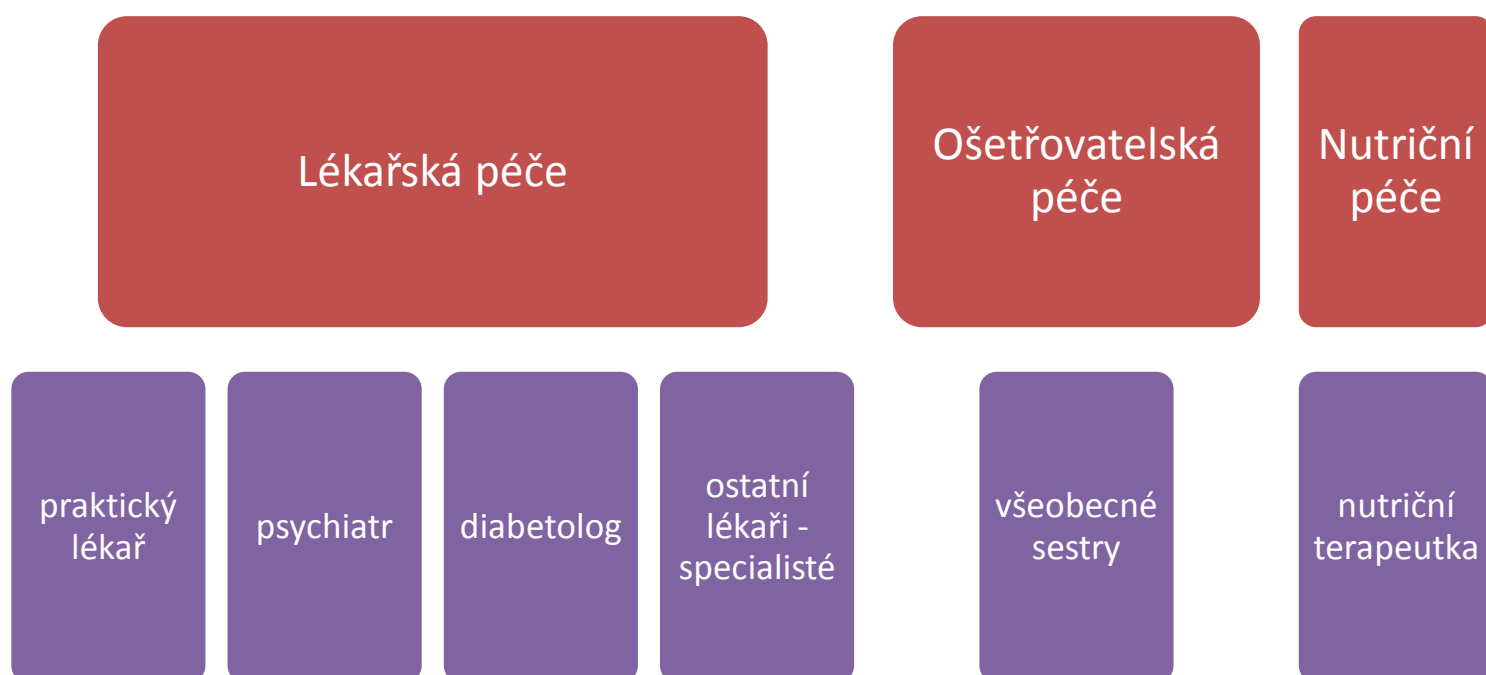 Lékařská péče
Ošetřovatelská
péče
Nutriční
péče
praktický
lékař
psychiatr
diabetolog
ostatní
lékaři -
specialisté
všeobecné
sestry
nutriční
terapeutka